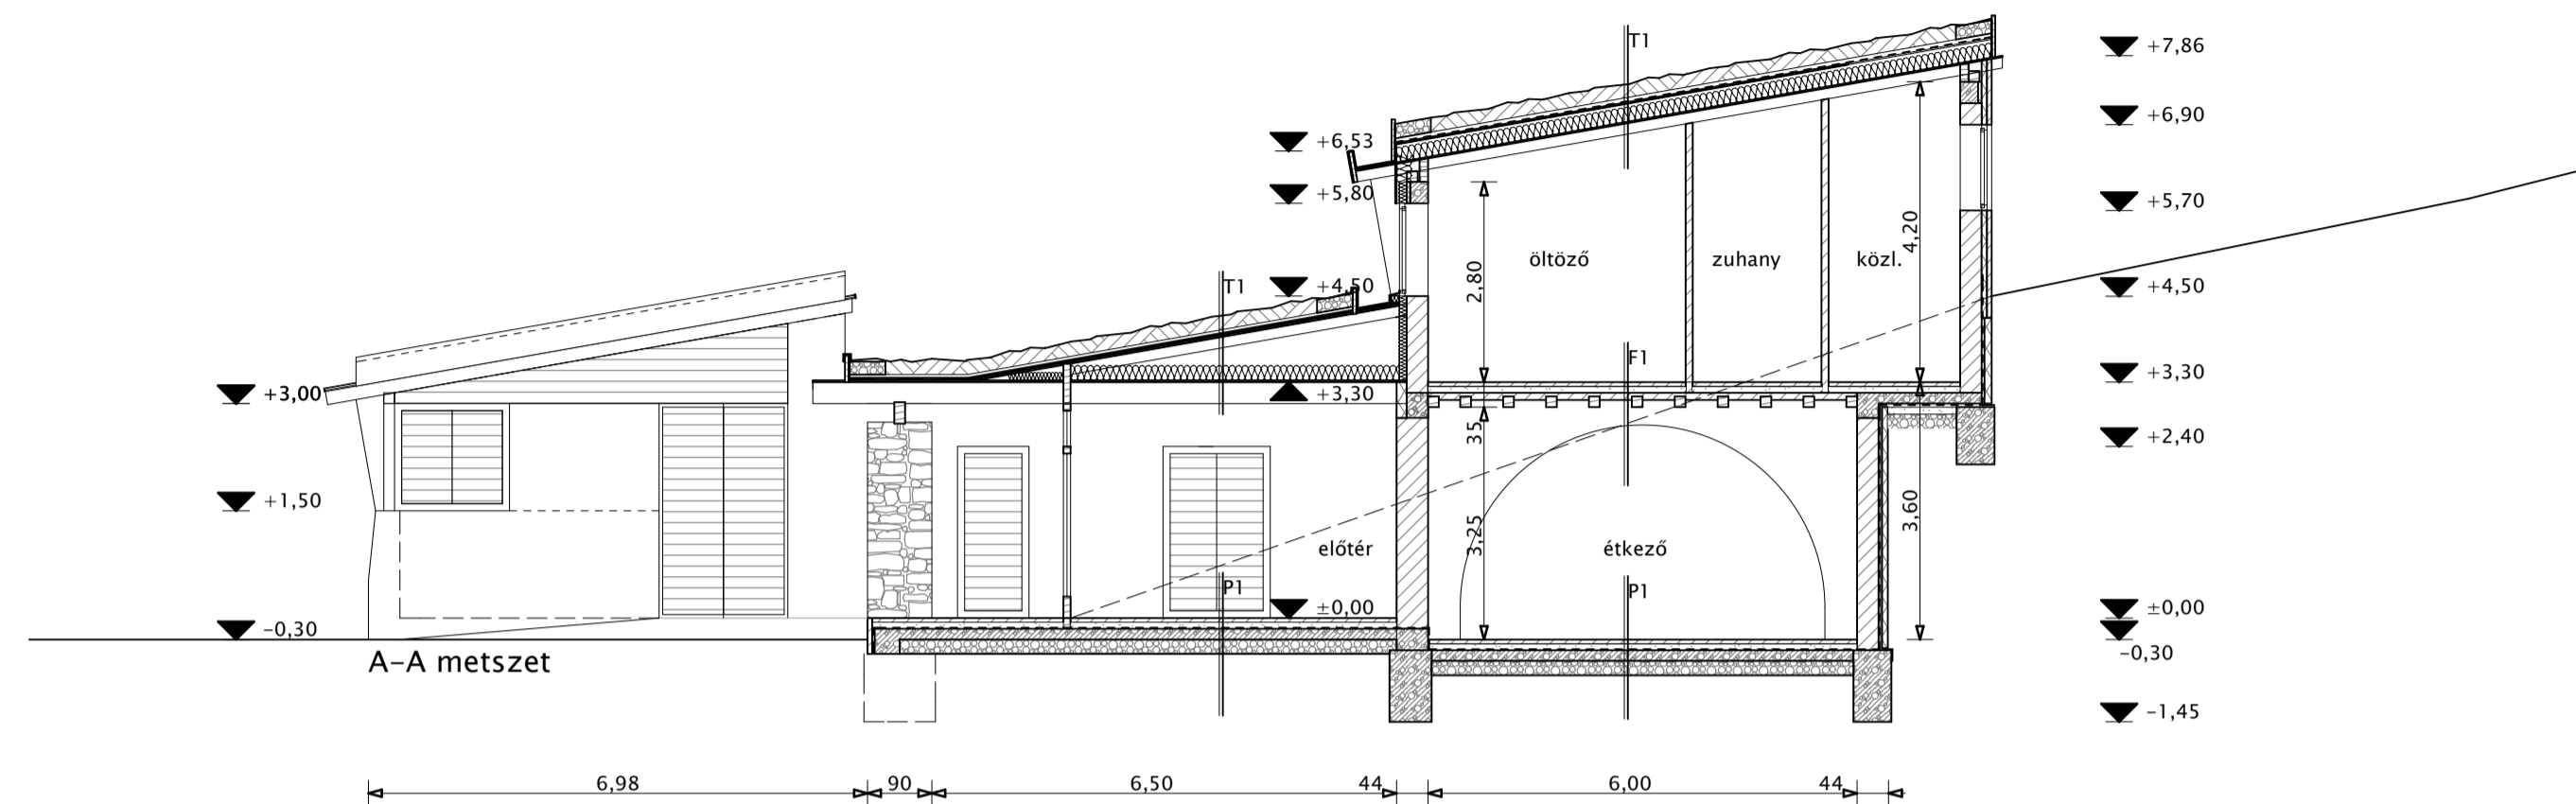 T1
+7,86
+6,90
+6,53
+5,80
+5,70
4,20
öltöző
zuhany
közl.
2,80
T1
+4,50
+4,50
F1
+3,30
+3,00
+3,30
35
+2,40
+1,50
3,25
3,60
előtér
étkező
P1
P1
±0,00
±0,00
-0,30
-0,30
A-A metszet
-1,45
6,98
90
6,50
44
6,00
44